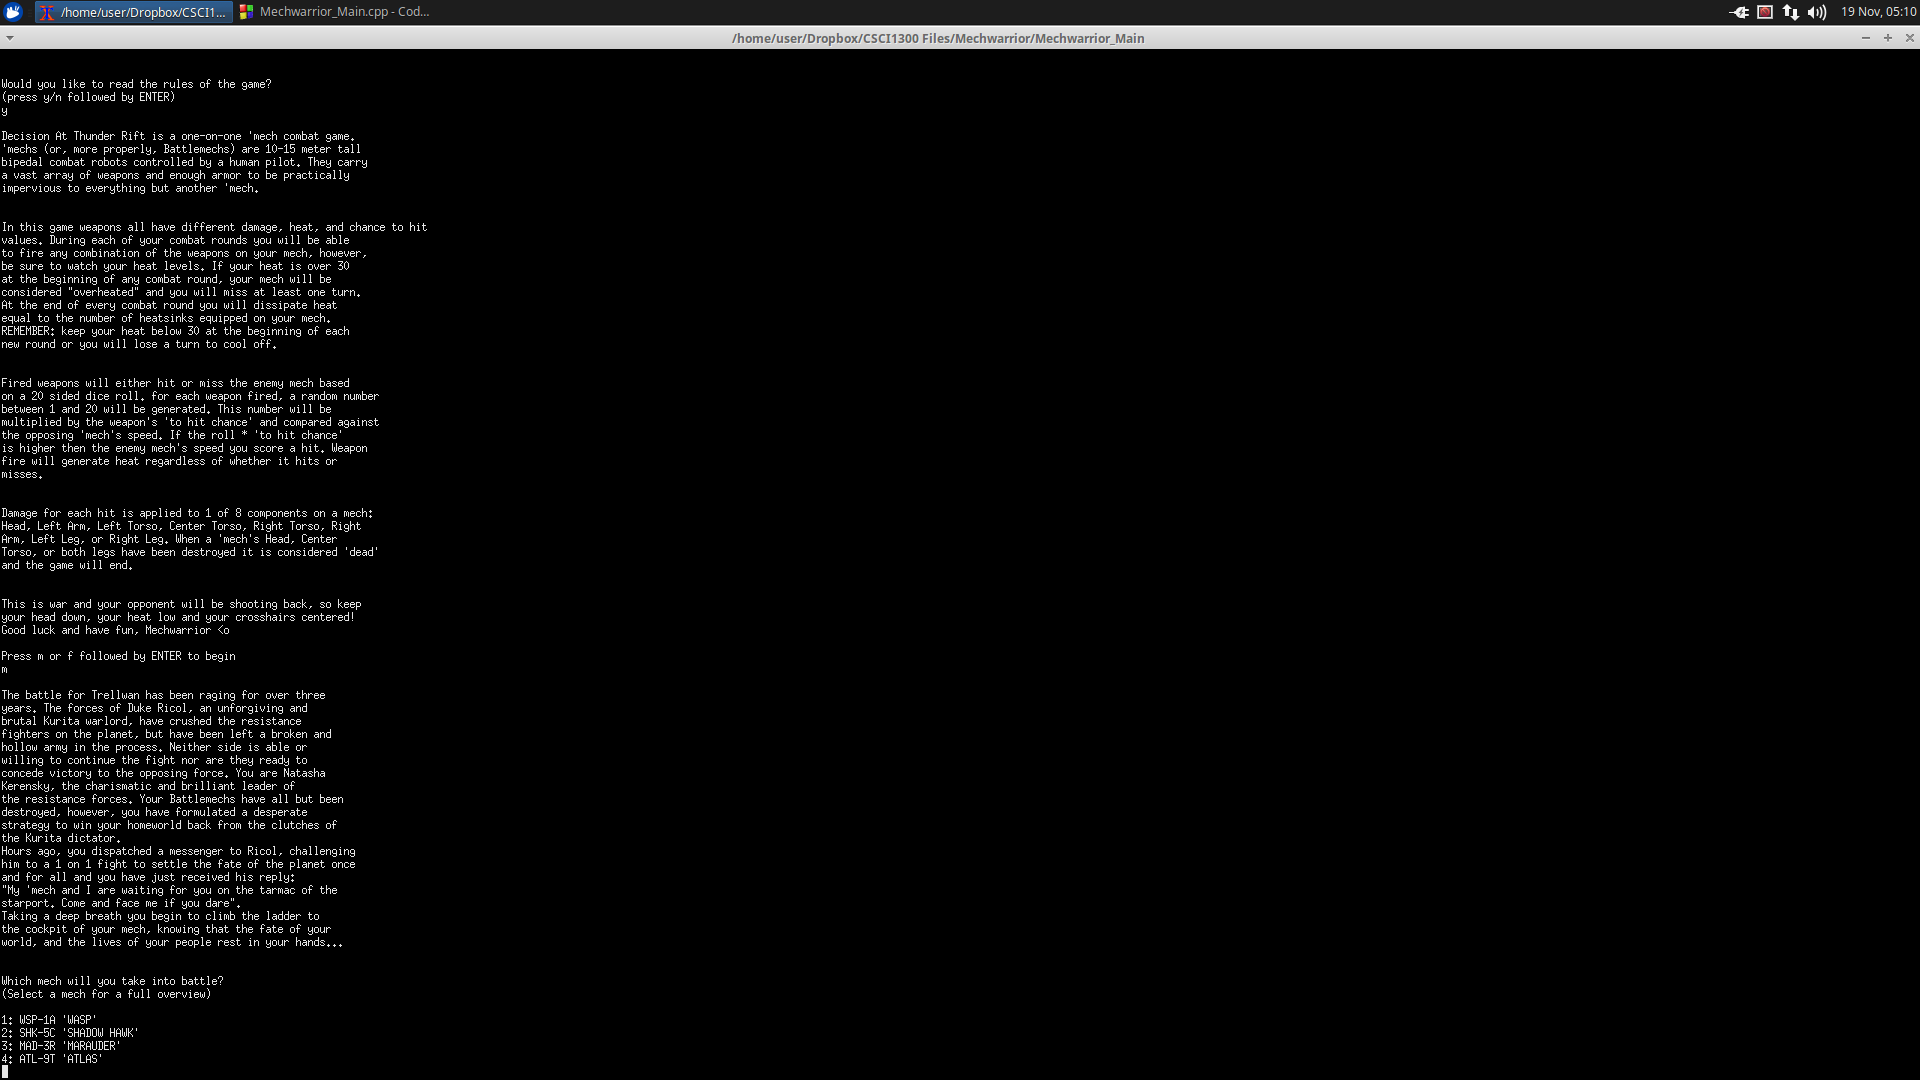 /home/user/Dropbox/CSCI1...
Mechwarrior_Main.cpp - Cod...
19 Nov, 05:10
/home/user/Dropbox/CSCI1300 Files/Mechwarrior/Mechwarrior_Main
Would you like to read the rules of the game?
(press y/n followed by ENTER)
y
Decision At Thunder Rift is a one-on-one 'mech combat game.
'mechs (or, more properly, Battlemechs) are 10-15 meter tall
bipedal combat robots controlled by a human pilot. They carry
a vast array of weapons and enough armor to be practically
impervious to everything but another 'mech.
In this game weapons all have different damage, heat, and chance to hit
values. During each of your combat rounds you will be able
to fire any combination of the weapons on your mech, however,
be sure to watch your heat levels. If your heat is over 30
at the beginning of any combat round, your mech will be
considered "overheated" and you will miss at least one turn.
At the end of every combat round you will dissipate heat
equal to the number of heatsinks equipped on your mech.
REMEMBER: keep your heat below 30 at the beginning of each
new round or you will lose a turn to cool off.
Fired weapons will either hit or miss the enemy mech based
on a 20 sided dice roll. for each weapon fired, a random number
between 1 and 20 will be generated. This number will be
multiplied by the weapon's 'to hit chance' and compared against
the opposing 'mech's speed. If the roll * 'to hit chance'
is higher then the enemy mech's speed you score a hit. Weapon
fire will generate heat regardless of whether it hits or
misses.
Damage for each hit is applied to 1 of 8 components on a mech:
Head, Left Arm, Left Torso, Center Torso, Right Torso, Right
Arm, Left Leg, or Right Leg. When a 'mech's Head, Center
Torso, or both legs have been destroyed it is considered 'dead'
and the game will end.
This is war and your opponent will be shooting back, so keep
your head down, your heat low and your crosshairs centered!
Good luck and have fun, Mechwarrior <o
Press m or f followed by ENTER to begin
m
The battle for Trellwan has been raging for over three
years. The forces of Duke Ricol, an unforgiving and
brutal Kurita warlord, have crushed the resistance
fighters on the planet, but have been left a broken and
hollow army in the process. Neither side is able or
willing to continue the fight nor are they ready to
concede victory to the opposing force. You are Natasha
Kerensky, the charismatic and brilliant leader of
the resistance forces. Your Battlemechs have all but been
destroyed, however, you have formulated a desperate
strategy to win your homeworld back from the clutches of
the Kurita dictator.
Hours ago, you dispatched a messenger to Ricol, challenging
him to a 1 on 1 fight to settle the fate of the planet once
and for all and you have just received his reply:
"My 'mech and I are waiting for you on the tarmac of the
starport. Come and face me if you dare".
Taking a deep breath you begin to climb the ladder to
the cockpit of your mech, knowing that the fate of your
world, and the lives of your people rest in your hands...
Which mech will you take into battle?
(Select a mech for a full overview)
1: WSP-1A 'WASP'
2: SHK-5C 'SHADOW HAWK'
3: MAD-3R 'MARAUDER'
4: ATL-9T 'ATLAS'